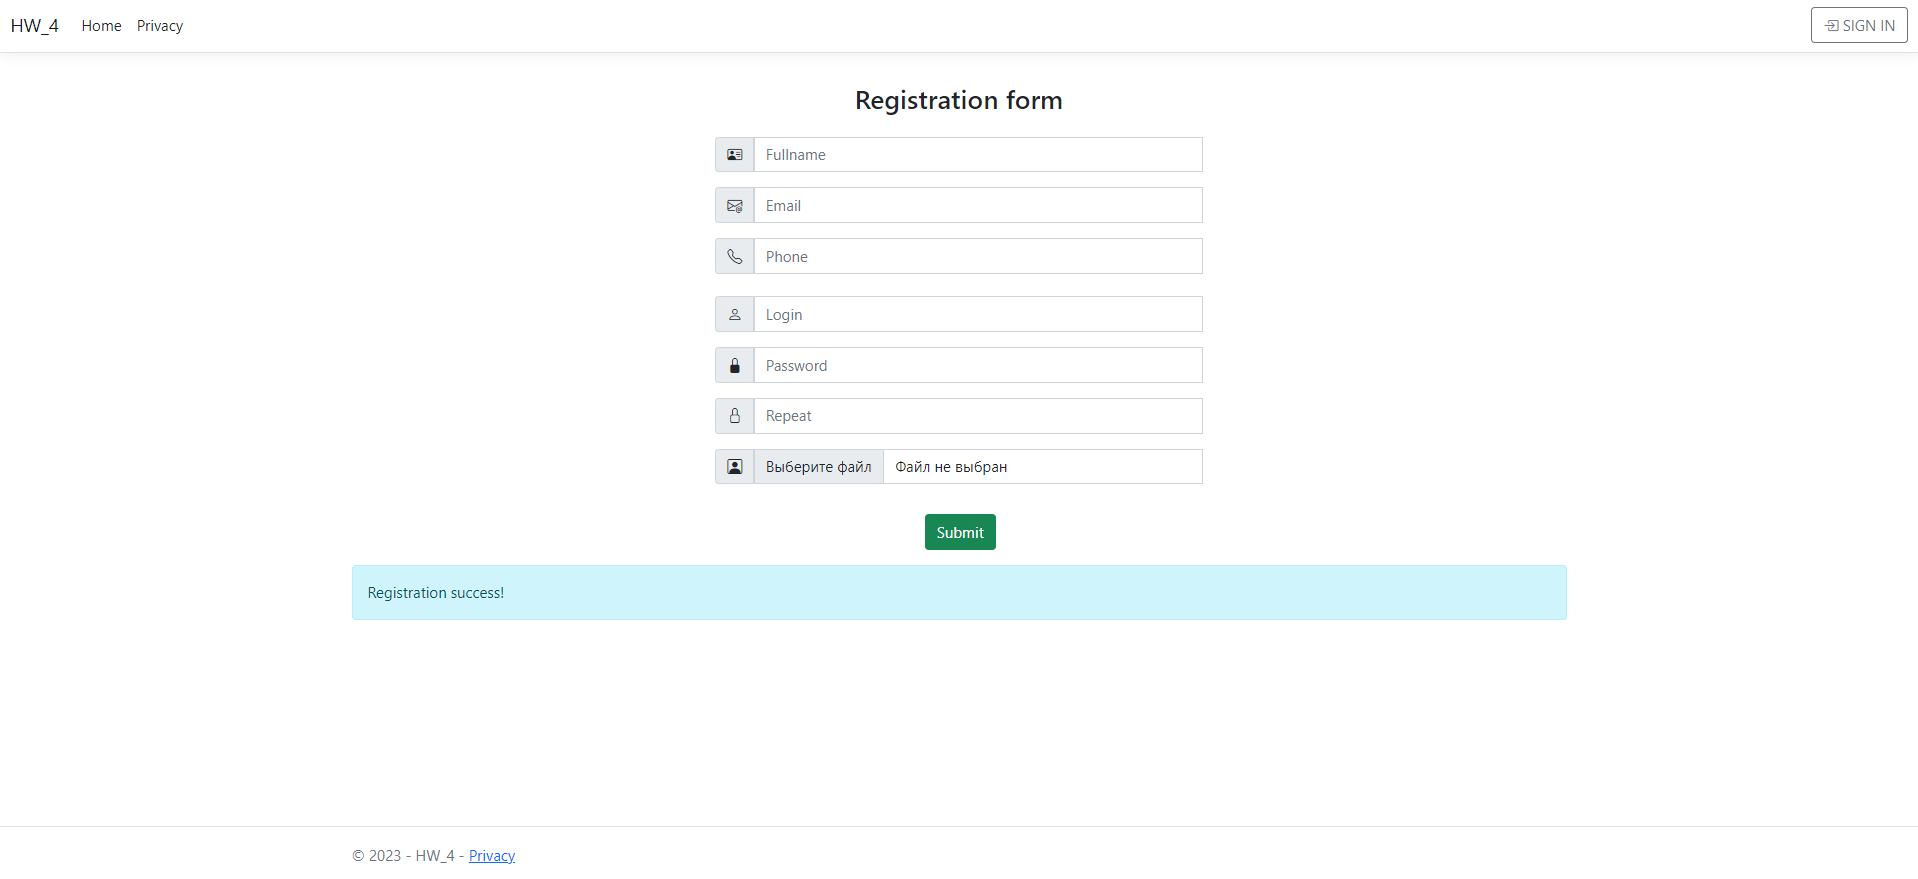 HW_4 Home Privacy SIGN IN
Registration form
Fullname
Email
Phone
Login
Password
Repeat
Выберите файл Файл не выбран
Submit
Registration success!
© 2023 - HW_4 - Privacy